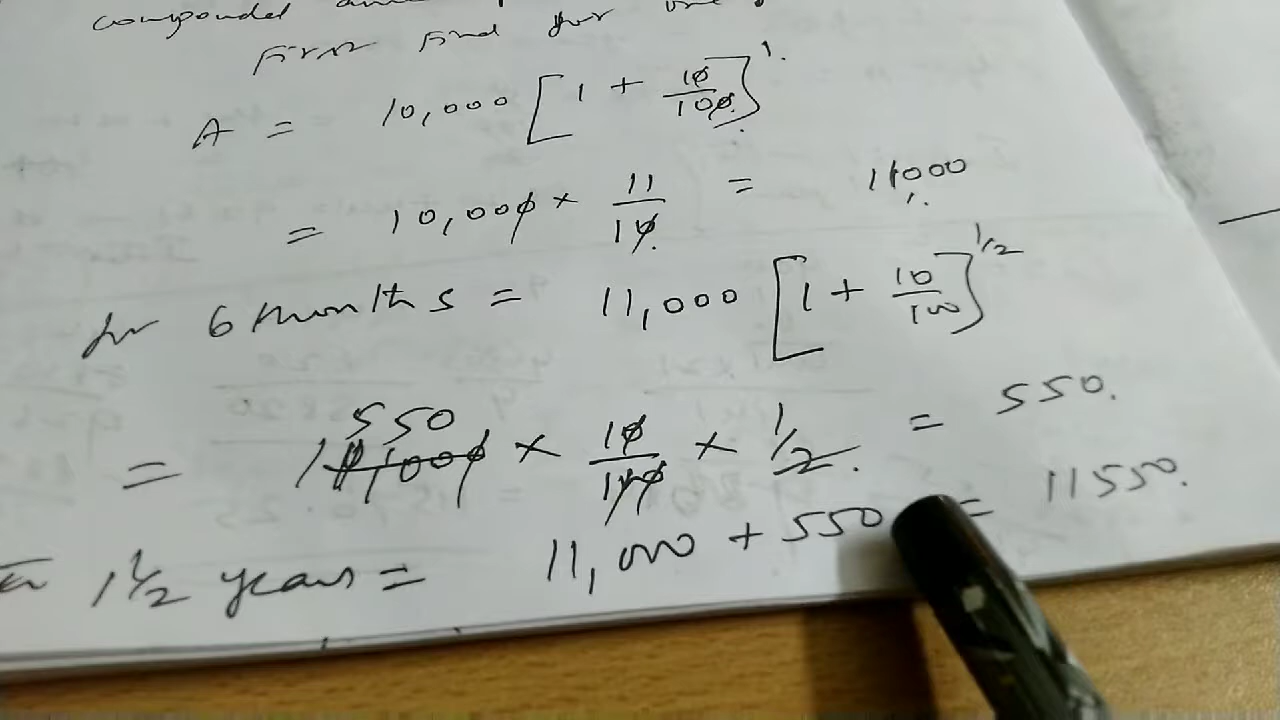 compounded
First find for
A = 10,000 [1 + 10/100]^1.
= 10,000 × 11/10 = 11000
for 6 months = 11,000 [1 + 10/100]^1/2
550
= 11,000 × 10/100 × 1/2. = 550.
1 1/2 years = 11,000 + 550 = 11550.